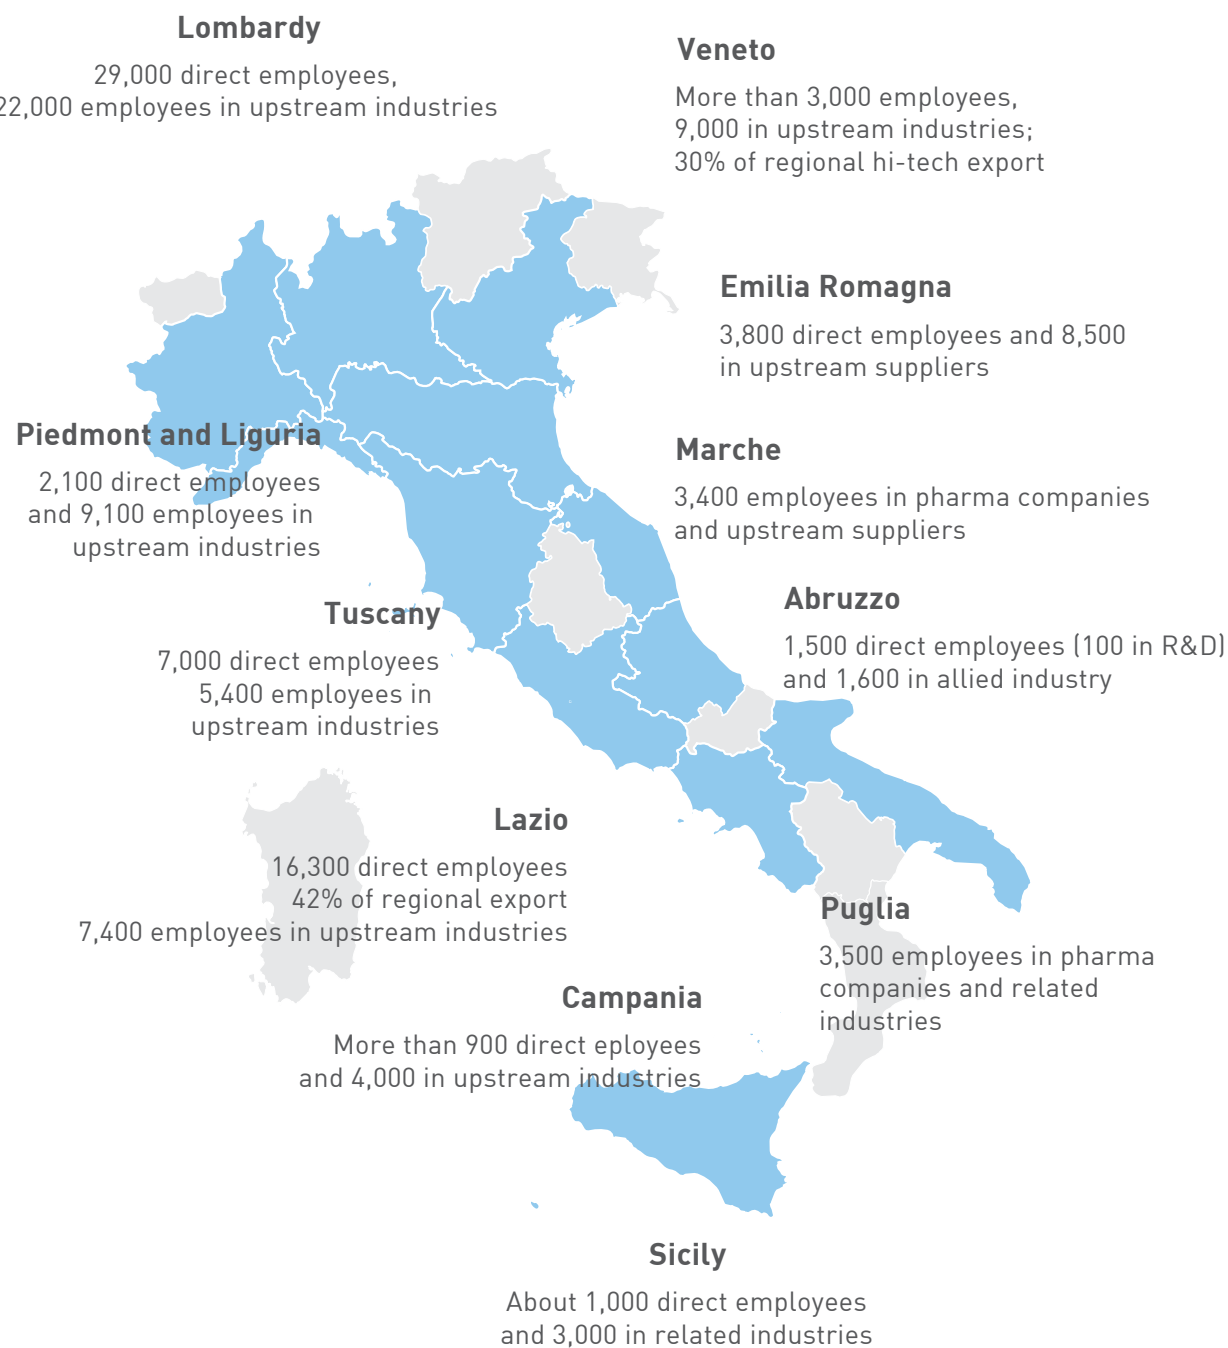 Lombardy
29,000 direct employees,
22,000 employees in upstream industries
Veneto
More than 3,000 employees,
9,000 in upstream industries;
30% of regional hi-tech export
Emilia Romagna
3,800 direct employees and 8,500
in upstream suppliers
Piedmont and Liguria
2,100 direct employees
and 9,100 employees in
upstream industries
Marche
3,400 employees in pharma companies
and upstream suppliers
Tuscany
7,000 direct employees
5,400 employees in
upstream industries
Abruzzo
1,500 direct employees (100 in R&D)
and 1,600 in allied industry
Lazio
16,300 direct employees
42% of regional export
7,400 employees in upstream industries
Puglia
3,500 employees in pharma
companies and related
industries
Campania
More than 900 direct eployees
and 4,000 in upstream industries
Sicily
About 1,000 direct employees
and 3,000 in related industries